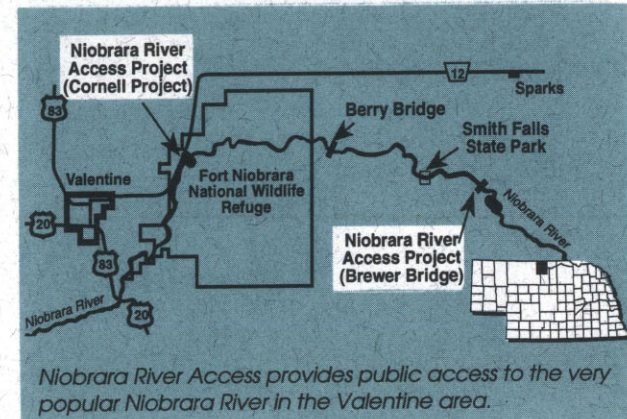 Niobrara River
Access Project
(Cornell Project)
83
12
Sparks
Berry Bridge
Smith Falls
State Park
Valentine
Fort Niobrara
National Wildlife
Refuge
20
83
Niobrara River
Niobrara River
Access Project
(Brewer Bridge)
Niobrara River
20
Niobrara River Access provides public access to the very
popular Niobrara River in the Valentine area.